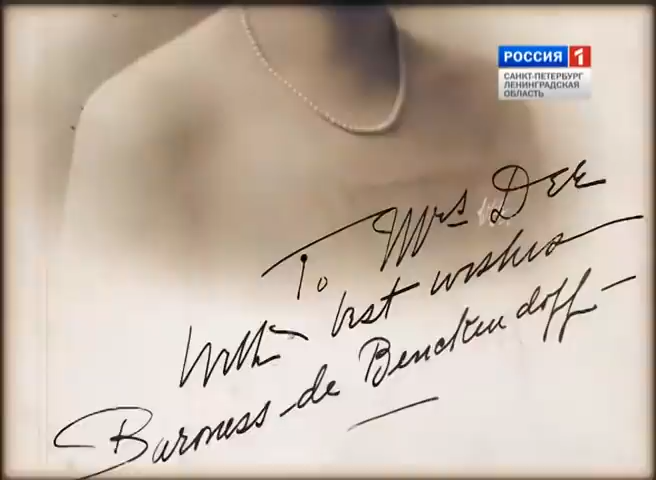 РОССИЯ 1
САНКТ-ПЕТЕРБУРГ
ЛЕНИНГРАДСКАЯ
ОБЛАСТЬ
To Mrs Dee
With best wishes
Baroness de Benckendorff